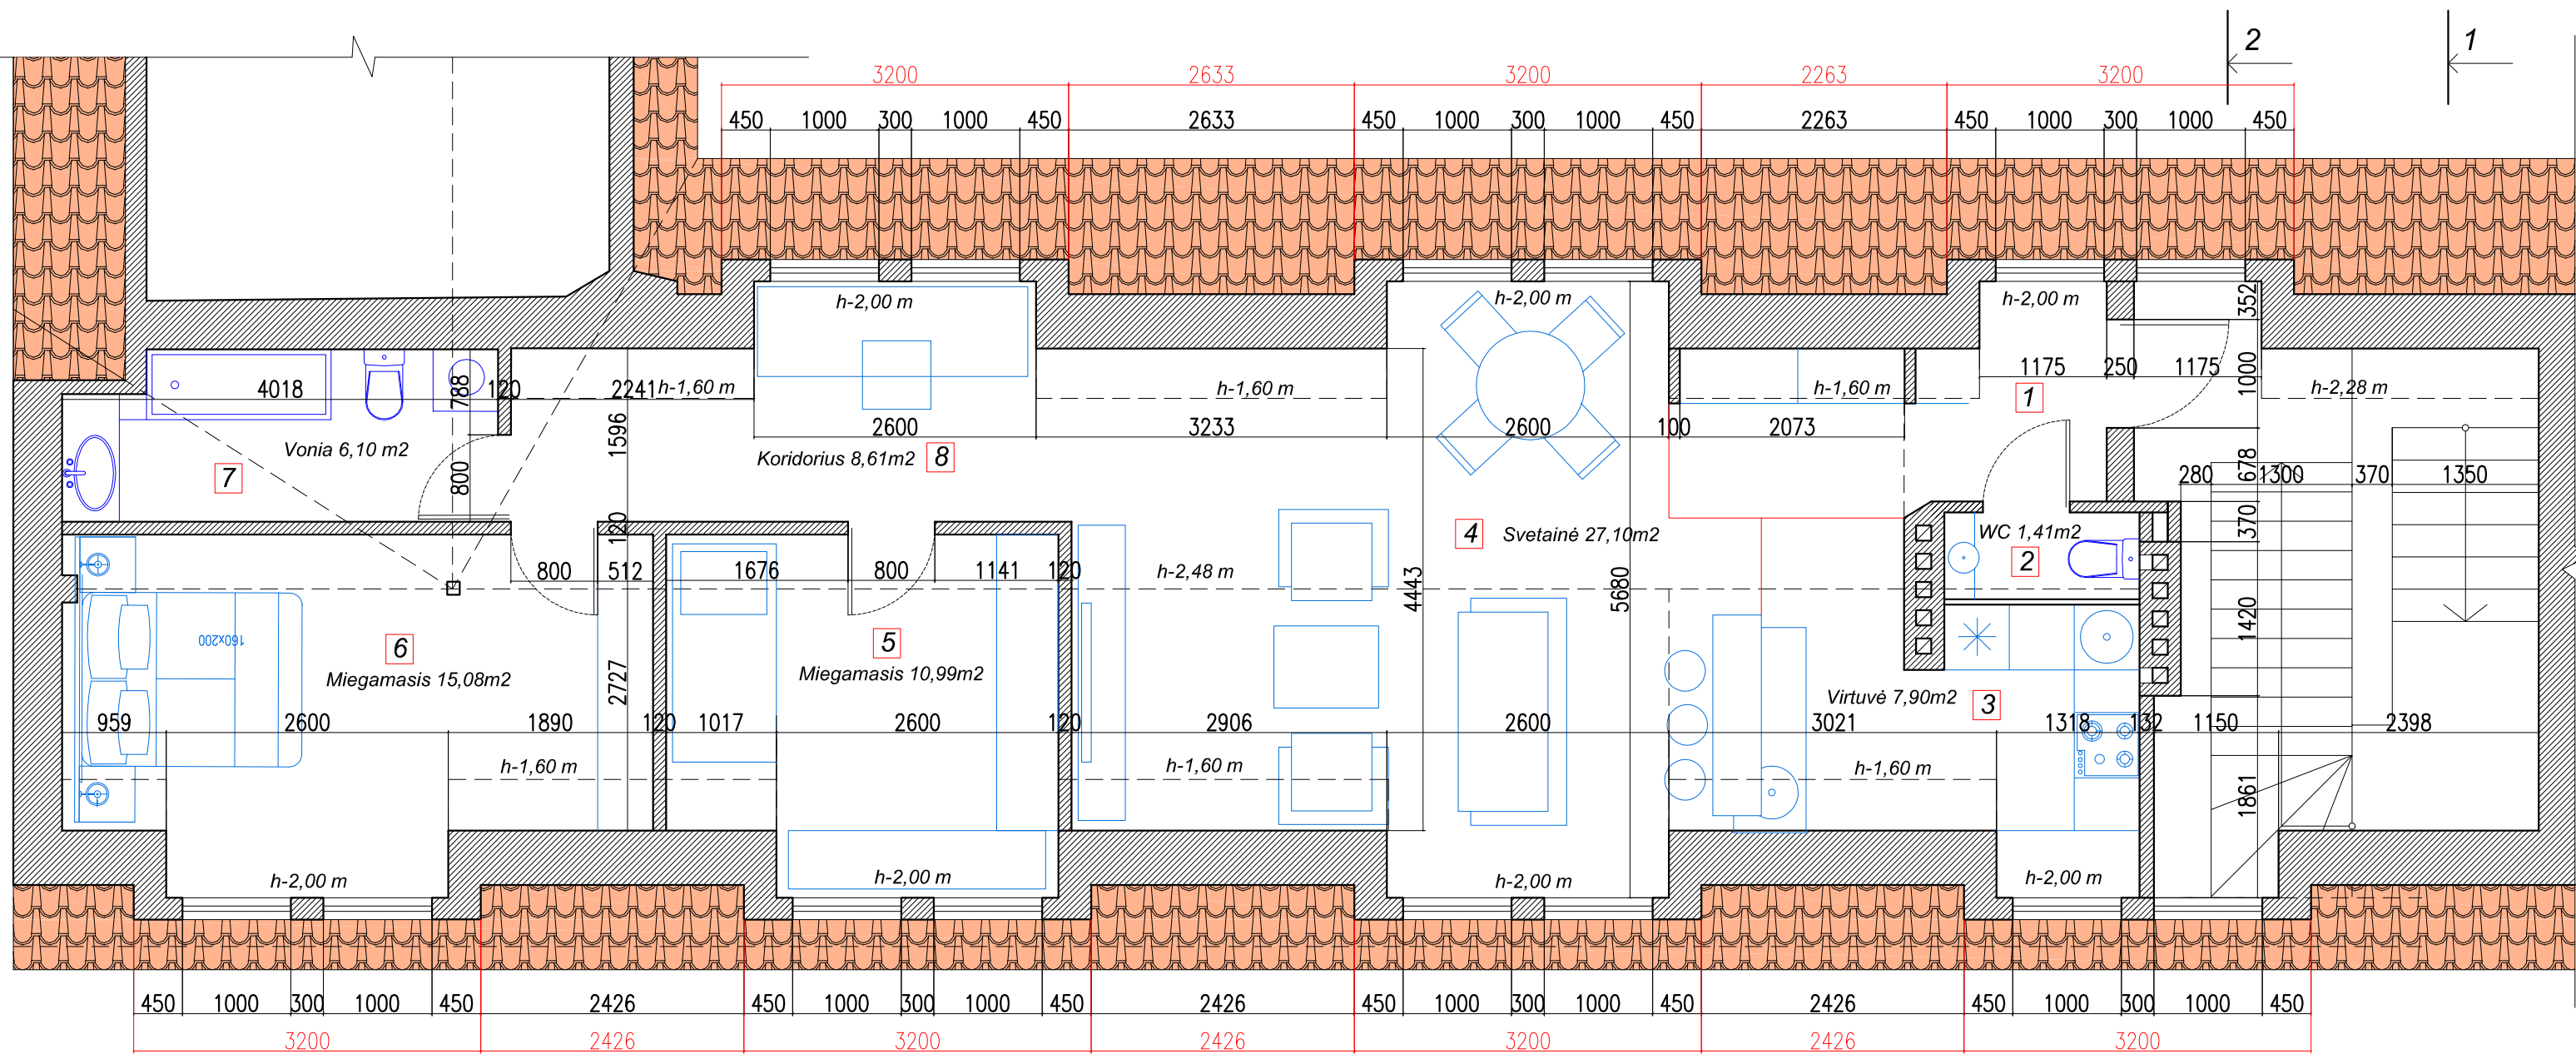 2 1
3200 2633 3200 2263 3200
450 1000 300 1000 450 2633 450 1000 300 1000 450 2263 450 1000 300 1000 450
h-2,00 m h-2,00 m h-2,00 m
352
4018 788 120 2241 h-1,60 m h-1,60 m h-1,60 m 1175 250 1175 1000 h-2,28 m
1
1596 2600 3233 2600 100 2073
Vonia 6,10 m2 Koridorius 8,61m2 8
7 800 280 1300 678 370 1350
120 4 Svetainė 27,10m2 WC 1,41m2 370
2
800 512 1676 800 1141 120 h-2,48 m 4443 5680
160x200 1420
6 5
Miegamasis 15,08m2 Miegamasis 10,99m2
2727 Virtuvė 7,90m2 3
959 2600 1890 120 1017 2600 120 2906 2600 3021 1318 132 1150 2398
h-1,60 m h-1,60 m h-1,60 m
1861
h-2,00 m h-2,00 m h-2,00 m h-2,00 m
450 1000 300 1000 450 2426 450 1000 300 1000 450 2426 450 1000 300 1000 450 2426 450 1000 300 1000 450
3200 2426 3200 2426 3200 2426 3200